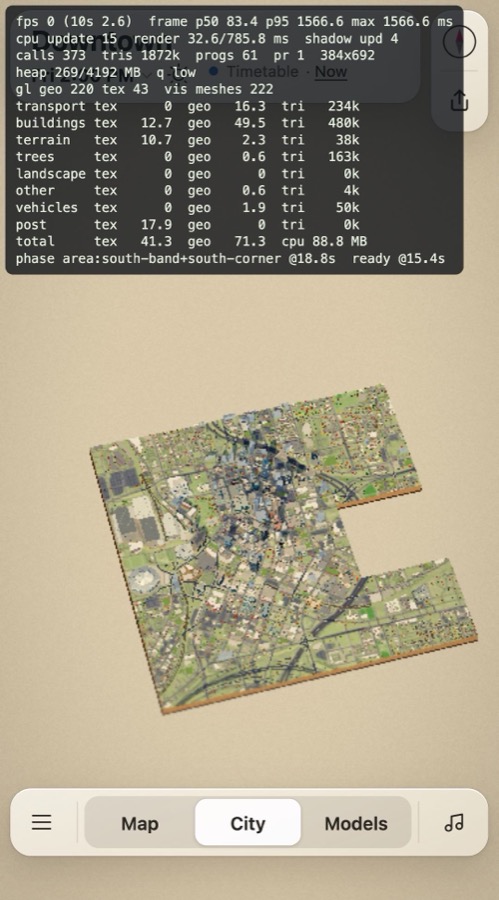 fps 0 (10s 2.6) frame p50 83.4 p95 1566.6 max 1566.6 ms
cpu update 15 render 32.6/785.8 ms shadow upd 4
calls 373 tris 1872k progs 61 pr 1 384x692
heap 269/4192 MB q low
Timetable · Now
gl geo 220 tex 43 vis meshes 222
transport tex 0 geo 16.3 tri 234k
buildings tex 12.7 geo 49.5 tri 480k
terrain tex 10.7 geo 2.3 tri 38k
trees tex 0 geo 0.6 tri 163k
landscape tex 0 geo 0 tri 0k
other tex 0 geo 0.6 tri 4k
vehicles tex 0 geo 1.9 tri 50k
post tex 17.9 geo 0 tri 0k
total tex 41.3 geo 71.3 cpu 88.8 MB
phase area:south-band+south-corner @18.8s ready @15.4s
Map City Models